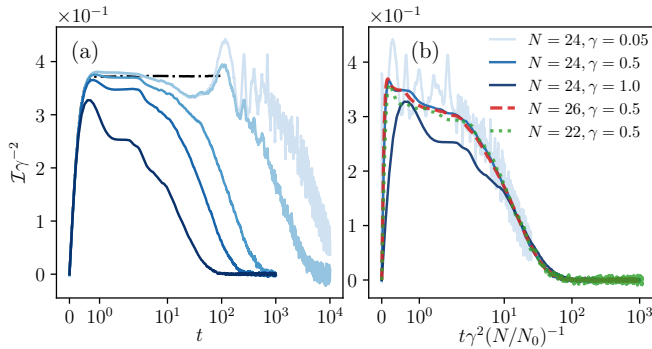 ×10⁻¹
×10⁻¹
(a)
(b)
N = 24, γ = 0.05
N = 24, γ = 0.5
N = 24, γ = 1.0
N = 26, γ = 0.5
N = 22, γ = 0.5
4
3
2
1
0
4
3
2
1
0
ℐγ⁻²
0 10⁰ 10¹ 10² 10³ 10⁴
0 10⁰ 10¹ 10² 10³
t
tγ²(N/N₀)⁻¹